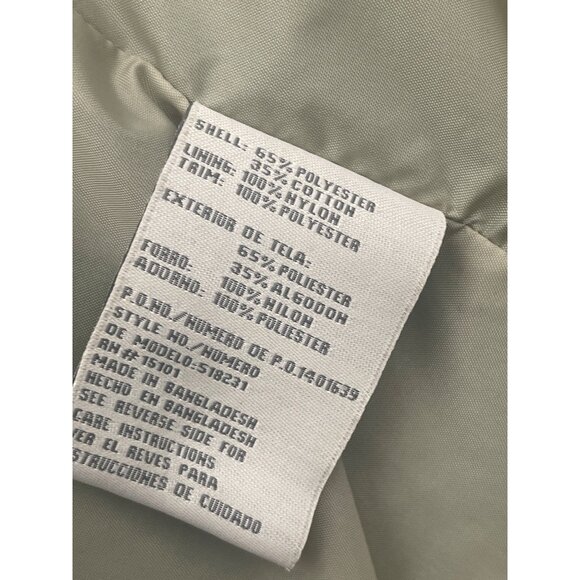 SHELL: 65% POLYESTER
35% COTTON
LINING: 100% NYLON
TRIM: 100% POLYESTER
EXTERIOR DE TELA:
65% POLIESTER
35% ALGODON
FORRO: 100% NILON
ADORNO: 100% POLIESTER
P.O.NO./NUMERO DE P.O.1401639
STYLE NO/NUMERO
DE MODELO:S18231
RN# 15101
MADE IN BANGLADESH
HECHO EN BANGLADESH
SEE REVERSE SIDE FOR
CARE INSTRUCTIONS
VER EL REVES PARA
INSTRUCCIONES DE CUIDADO